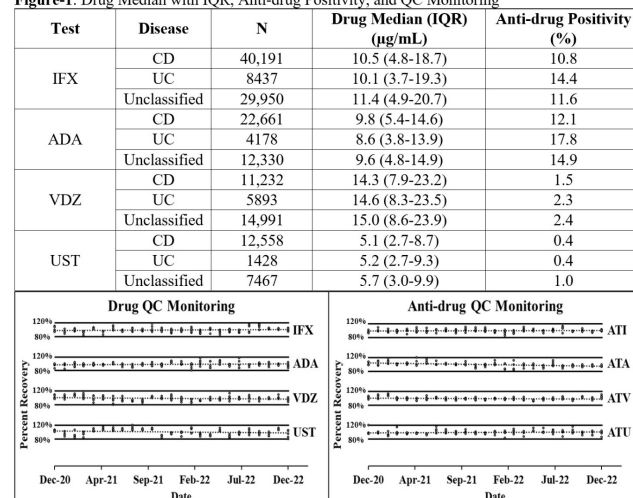 Figure-1: Drug Median with IQR, Anti-drug Positivity, and QC Monitoring
Test Disease N Drug Median (IQR) (µg/mL) Anti-drug Positivity (%)
IFX
CD 40,191 10.5 (4.8-18.7) 10.8
UC 8437 10.1 (3.7-19.3) 14.4
Unclassified 29,950 11.4 (4.9-20.7) 11.6
ADA
CD 22,661 9.8 (5.4-14.6) 12.1
UC 4178 8.6 (3.8-13.9) 17.8
Unclassified 12,330 9.6 (4.8-14.9) 14.9
VDZ
CD 11,232 14.3 (7.9-23.2) 1.5
UC 5893 14.6 (8.3-23.5) 2.3
Unclassified 14,991 15.0 (8.6-23.9) 2.4
UST
CD 12,558 5.1 (2.7-8.7) 0.4
UC 1428 5.2 (2.7-9.3) 0.4
Unclassified 7467 5.7 (3.0-9.9) 1.0
Drug QC Monitoring
Percent Recovery
120%
80%
IFX
120%
80%
ADA
120%
80%
VDZ
120%
80%
UST
Dec-20 Apr-21 Sep-21 Feb-22 Jul-22 Dec-22
Date
Anti-drug QC Monitoring
Percent Recovery
120%
80%
ATI
120%
80%
ATA
120%
80%
ATV
120%
80%
ATU
Dec-20 Apr-21 Sep-21 Feb-22 Jul-22 Dec-22
Date